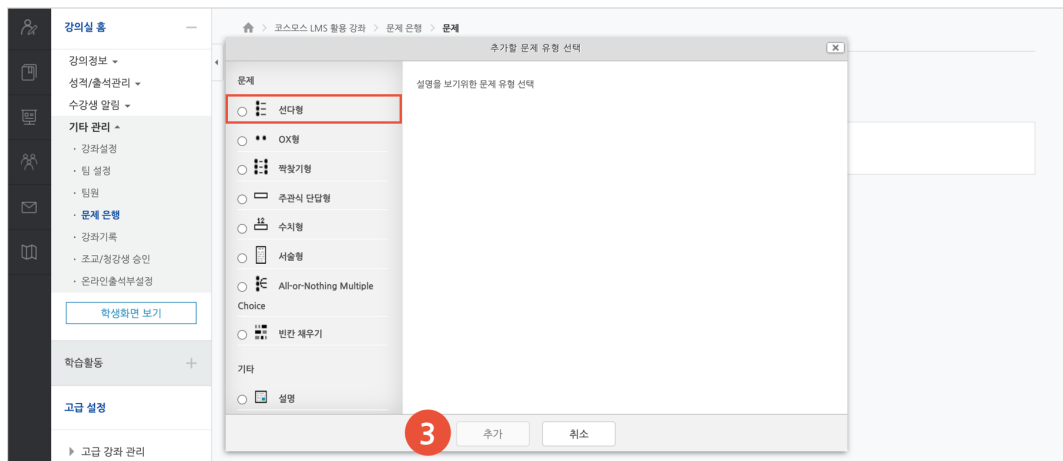 강의실 홈
강의정보
성적/출석관리
수강생 알림
기타 관리
· 강좌설정
· 팀 설정
· 팀원
· 문제 은행
· 강좌기록
· 조교/청강생 승인
· 온라인출석부설정
학생화면 보기
학습활동
고급 설정
고급 강좌 관리
코스모스 LMS 활용 강좌 > 문제 은행 > 문제
추가할 문제 유형 선택
문제
선다형
OX형
짝찾기형
주관식 단답형
12 수치형
서술형
All-or-Nothing Multiple
Choice
빈칸 채우기
기타
설명
설명을 보기위한 문제 유형 선택
3 추가 취소